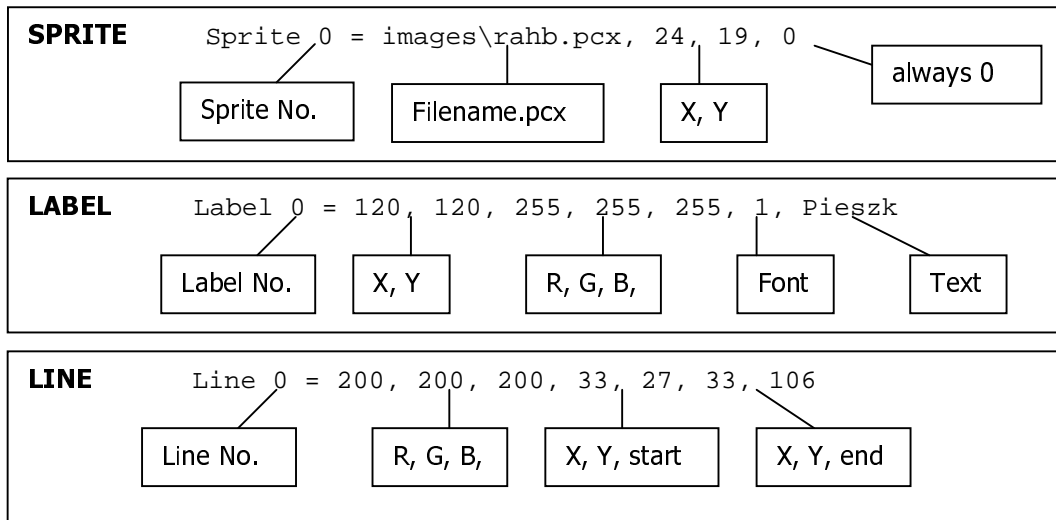 SPRITE Sprite 0 = images\rahb.pcx, 24, 19, 0
always 0
Sprite No. Filename.pcx X, Y
LABEL Label 0 = 120, 120, 255, 255, 255, 1, Pieszk
Label No. X, Y R, G, B, Font Text
LINE Line 0 = 200, 200, 200, 33, 27, 33, 106
Line No. R, G, B, X, Y, start X, Y, end